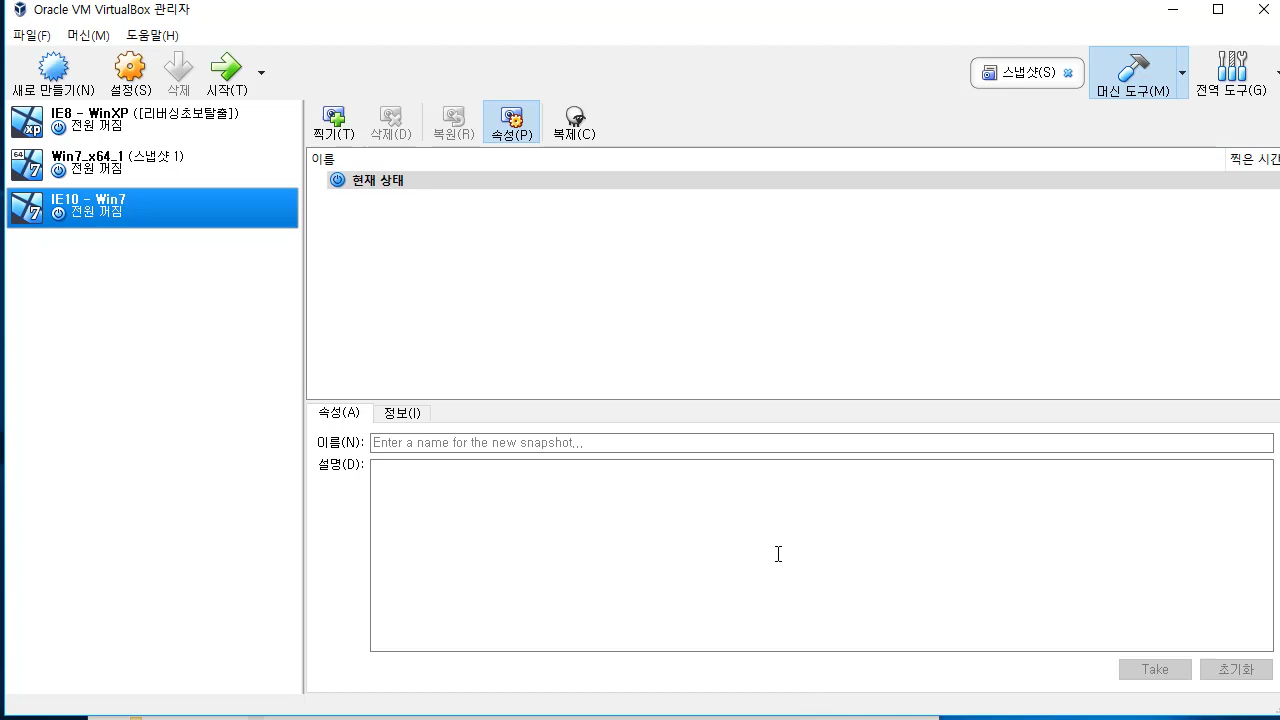 Oracle VM VirtualBox 관리자
파일(F) 머신(M) 도움말(H)
새로 만들기(N) 설정(S) 삭제 시작(T) 스냅샷(S) 머신 도구(M) 전역 도구(G)
IE8 - WinXP ([리버싱초보탈출])
전원 꺼짐
Win7_x64_1 (스냅샷 1)
전원 꺼짐
IE10 - Win7
전원 꺼짐
찍기(T) 삭제(D) 복원(R) 속성(P) 복제(C)
이름 찍은 시간
현재 상태
속성(A) 정보(I)
이름(N): Enter a name for the new snapshot...
설명(D):
Take 초기화